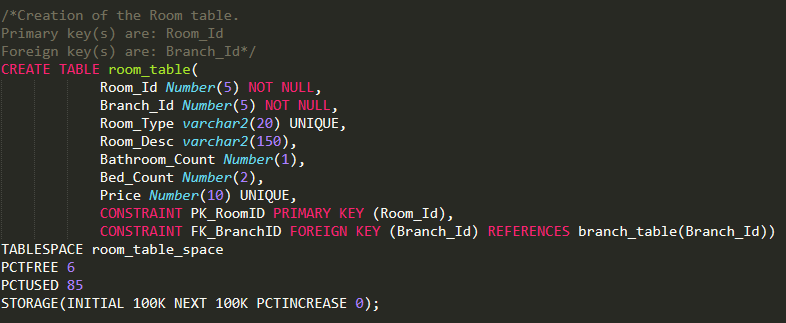 /*Creation of the Room table.
Primary key(s) are: Room_Id
Foreign key(s) are: Branch_Id*/
CREATE TABLE room_table(
Room_Id Number(5) NOT NULL,
Branch_Id Number(5) NOT NULL,
Room_Type varchar2(20) UNIQUE,
Room_Desc varchar2(150),
Bathroom_Count Number(1),
Bed_Count Number(2),
Price Number(10) UNIQUE,
CONSTRAINT PK_RoomID PRIMARY KEY (Room_Id),
CONSTRAINT FK_BranchID FOREIGN KEY (Branch_Id) REFERENCES branch_table(Branch_Id))
TABLESPACE room_table_space
PCTFREE 6
PCTUSED 85
STORAGE(INITIAL 100K NEXT 100K PCTINCREASE 0);